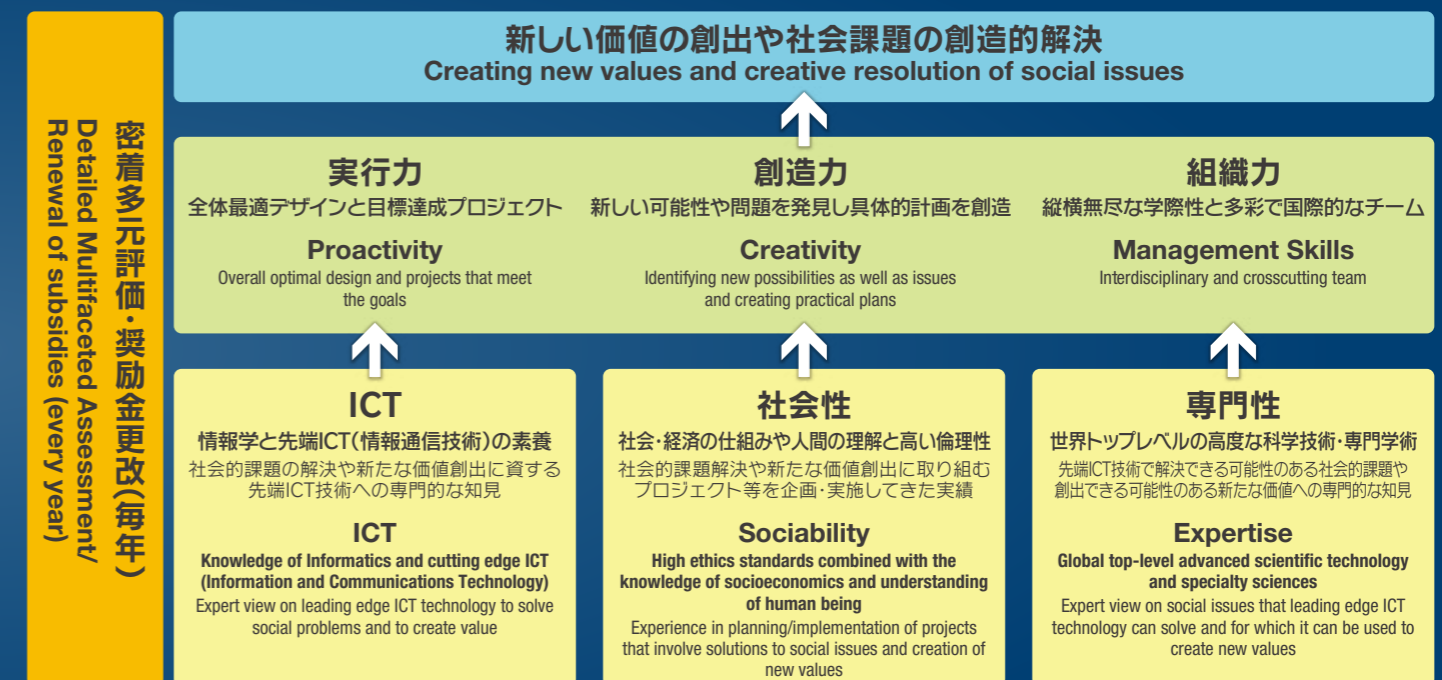 密着多元評価・奨励金更改(毎年)
Detailed Multifaceted Assessment/
Renewal of subsidies (every year)
新しい価値の創出や社会課題の創造的解決
Creating new values and creative resolution of social issues
実行力
全体最適デザインと目標達成プロジェクト
Proactivity
Overall optimal design and projects that meet
the goals
創造力
新しい可能性や問題を発見し具体的計画を創造
Creativity
Identifying new possibilities as well as issues
and creating practical plans
組織力
縦横無尽な学際性と多彩で国際的なチーム
Management Skills
Interdisciplinary and crosscutting team
ICT
情報学と先端ICT(情報通信技術)の素養
社会的課題の解決や新たな価値創出に資する
先端ICT技術への専門的な知見
ICT
Knowledge of Informatics and cutting edge ICT
(Information and Communications Technology)
Expert view on leading edge ICT technology to solve
social problems and to create value
社会性
社会・経済の仕組みや人間の理解と高い倫理性
社会的課題解決や新たな価値創出に取り組む
プロジェクト等を企画・実施してきた実績
Sociability
High ethics standards combined with the
knowledge of socioeconomics and understanding
of human being
Experience in planning/implementation of projects
that involve solutions to social issues and creation of
new values
専門性
世界トップレベルの高度な科学技術・専門学術
先端ICT技術で解決できる可能性のある社会的課題や
創出できる可能性のある新たな価値への専門的な知見
Expertise
Global top-level advanced scientific technology
and specialty sciences
Expert view on social issues that leading edge ICT
technology can solve and for which it can be used to
create new values